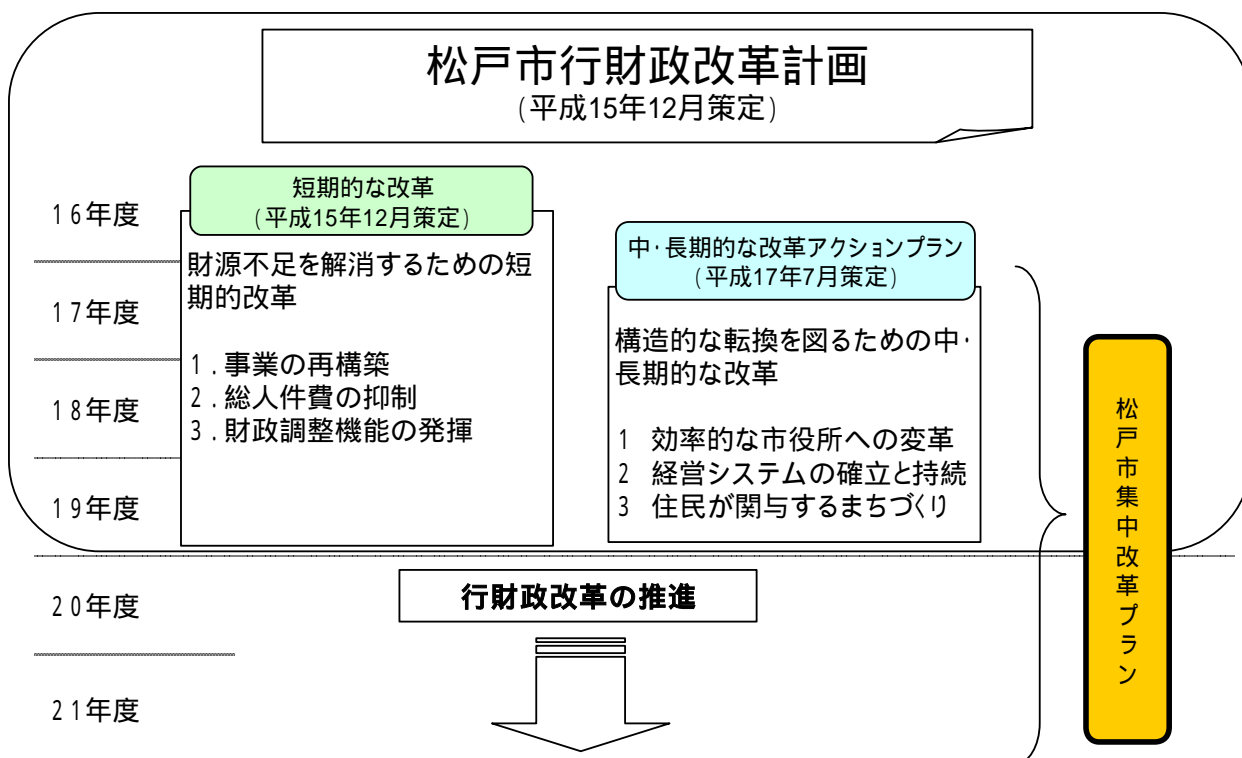 松戸市行財政改革計画
(平成15年12月策定)
短期的な改革
(平成15年12月策定)
財源不足を解消するための短
期的改革
1．事業の再構築
2．総人件費の抑制
3．財政調整機能の発揮
中・長期的な改革アクションプラン
(平成17年7月策定)
構造的な転換を図るための中・
長期的な改革
1 効率的な市役所への変革
2 経営システムの確立と持続
3 住民が関与するまちづくり
16年度
17年度
18年度
19年度
20年度
21年度
行財政改革の推進
松戸市集中改革プラン